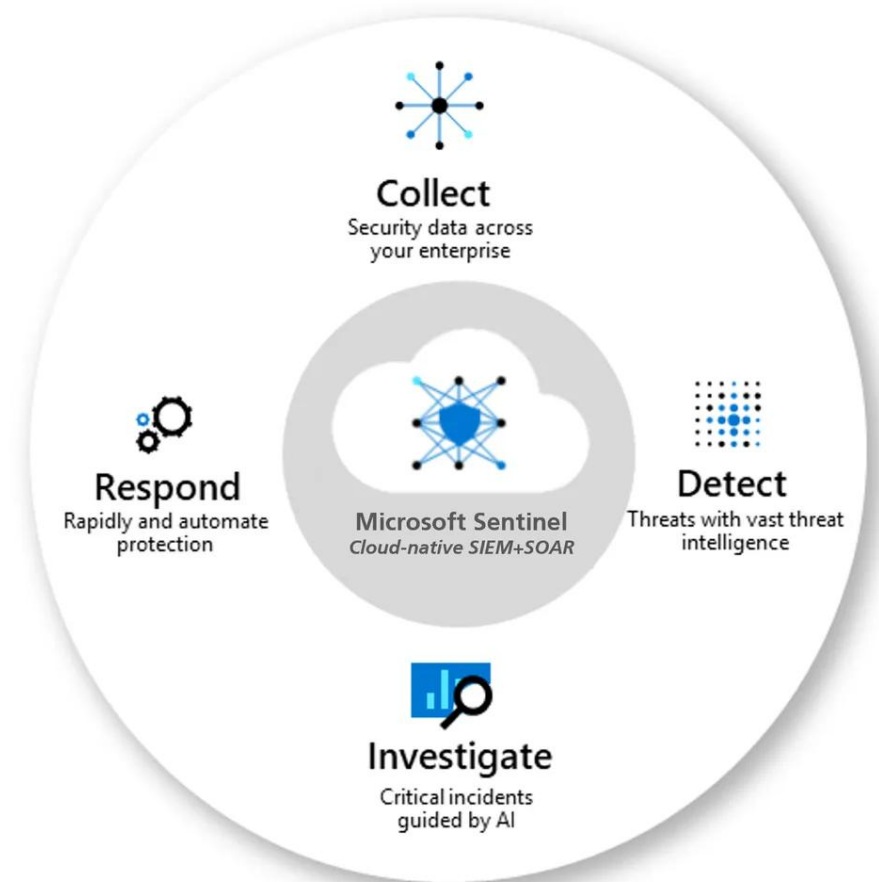 Collect
Security data across
your enterprise
Respond
Rapidly and automate
protection
Microsoft Sentinel
Cloud-native SIEM+SOAR
Detect
Threats with vast threat
intelligence
Investigate
Critical incidents
guided by AI